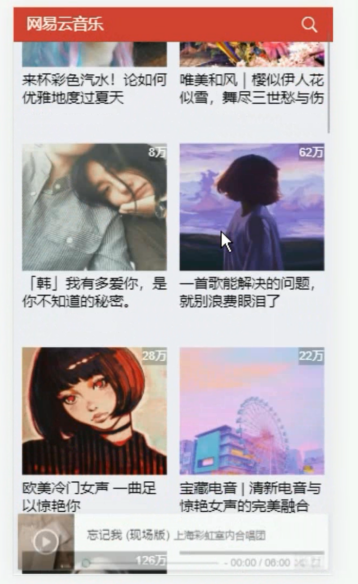 网易云音乐
来杯彩色汽水！论如何 唯美和风 | 樱似伊人花
优雅地度过夏天 似雪，舞尽三世愁与伤
8万 62万
「韩」我有多爱你，是 一首歌能解决的问题，
你不知道的秘密。 就别浪费眼泪了
28万 22万
欧美冷门女声 一曲足 宝藏电音 | 清新电音与
以惊艳你 惊艳女声的完美融合
忘记我 (现场版) 上海彩虹室内合唱团
126万 - 00:00 / 06:00